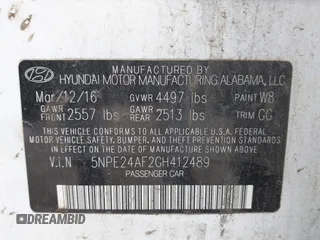 MANUFACTURED BY
HYUNDAI MOTOR MANUFACTURING ALABAMA, LLC
Mar/12/16 GVWR 4497 lbs PAINT W8
GAWR FRONT 2557 lbs GAWR REAR 2513 lbs TRIM GG
THIS VEHICLE CONFORMS TO ALL APPLICABLE U.S. FEDERAL MOTOR
VEHICLE SAFETY, BUMPER, AND THEFT PREVENTION STANDARDS
IN EFFECT ON THE DATE OF MANUFACTURE SHOWN ABOVE.
V.I.N 5NPE24AF2GH412489
PASSENGER CAR
DEALER'S AUCTION